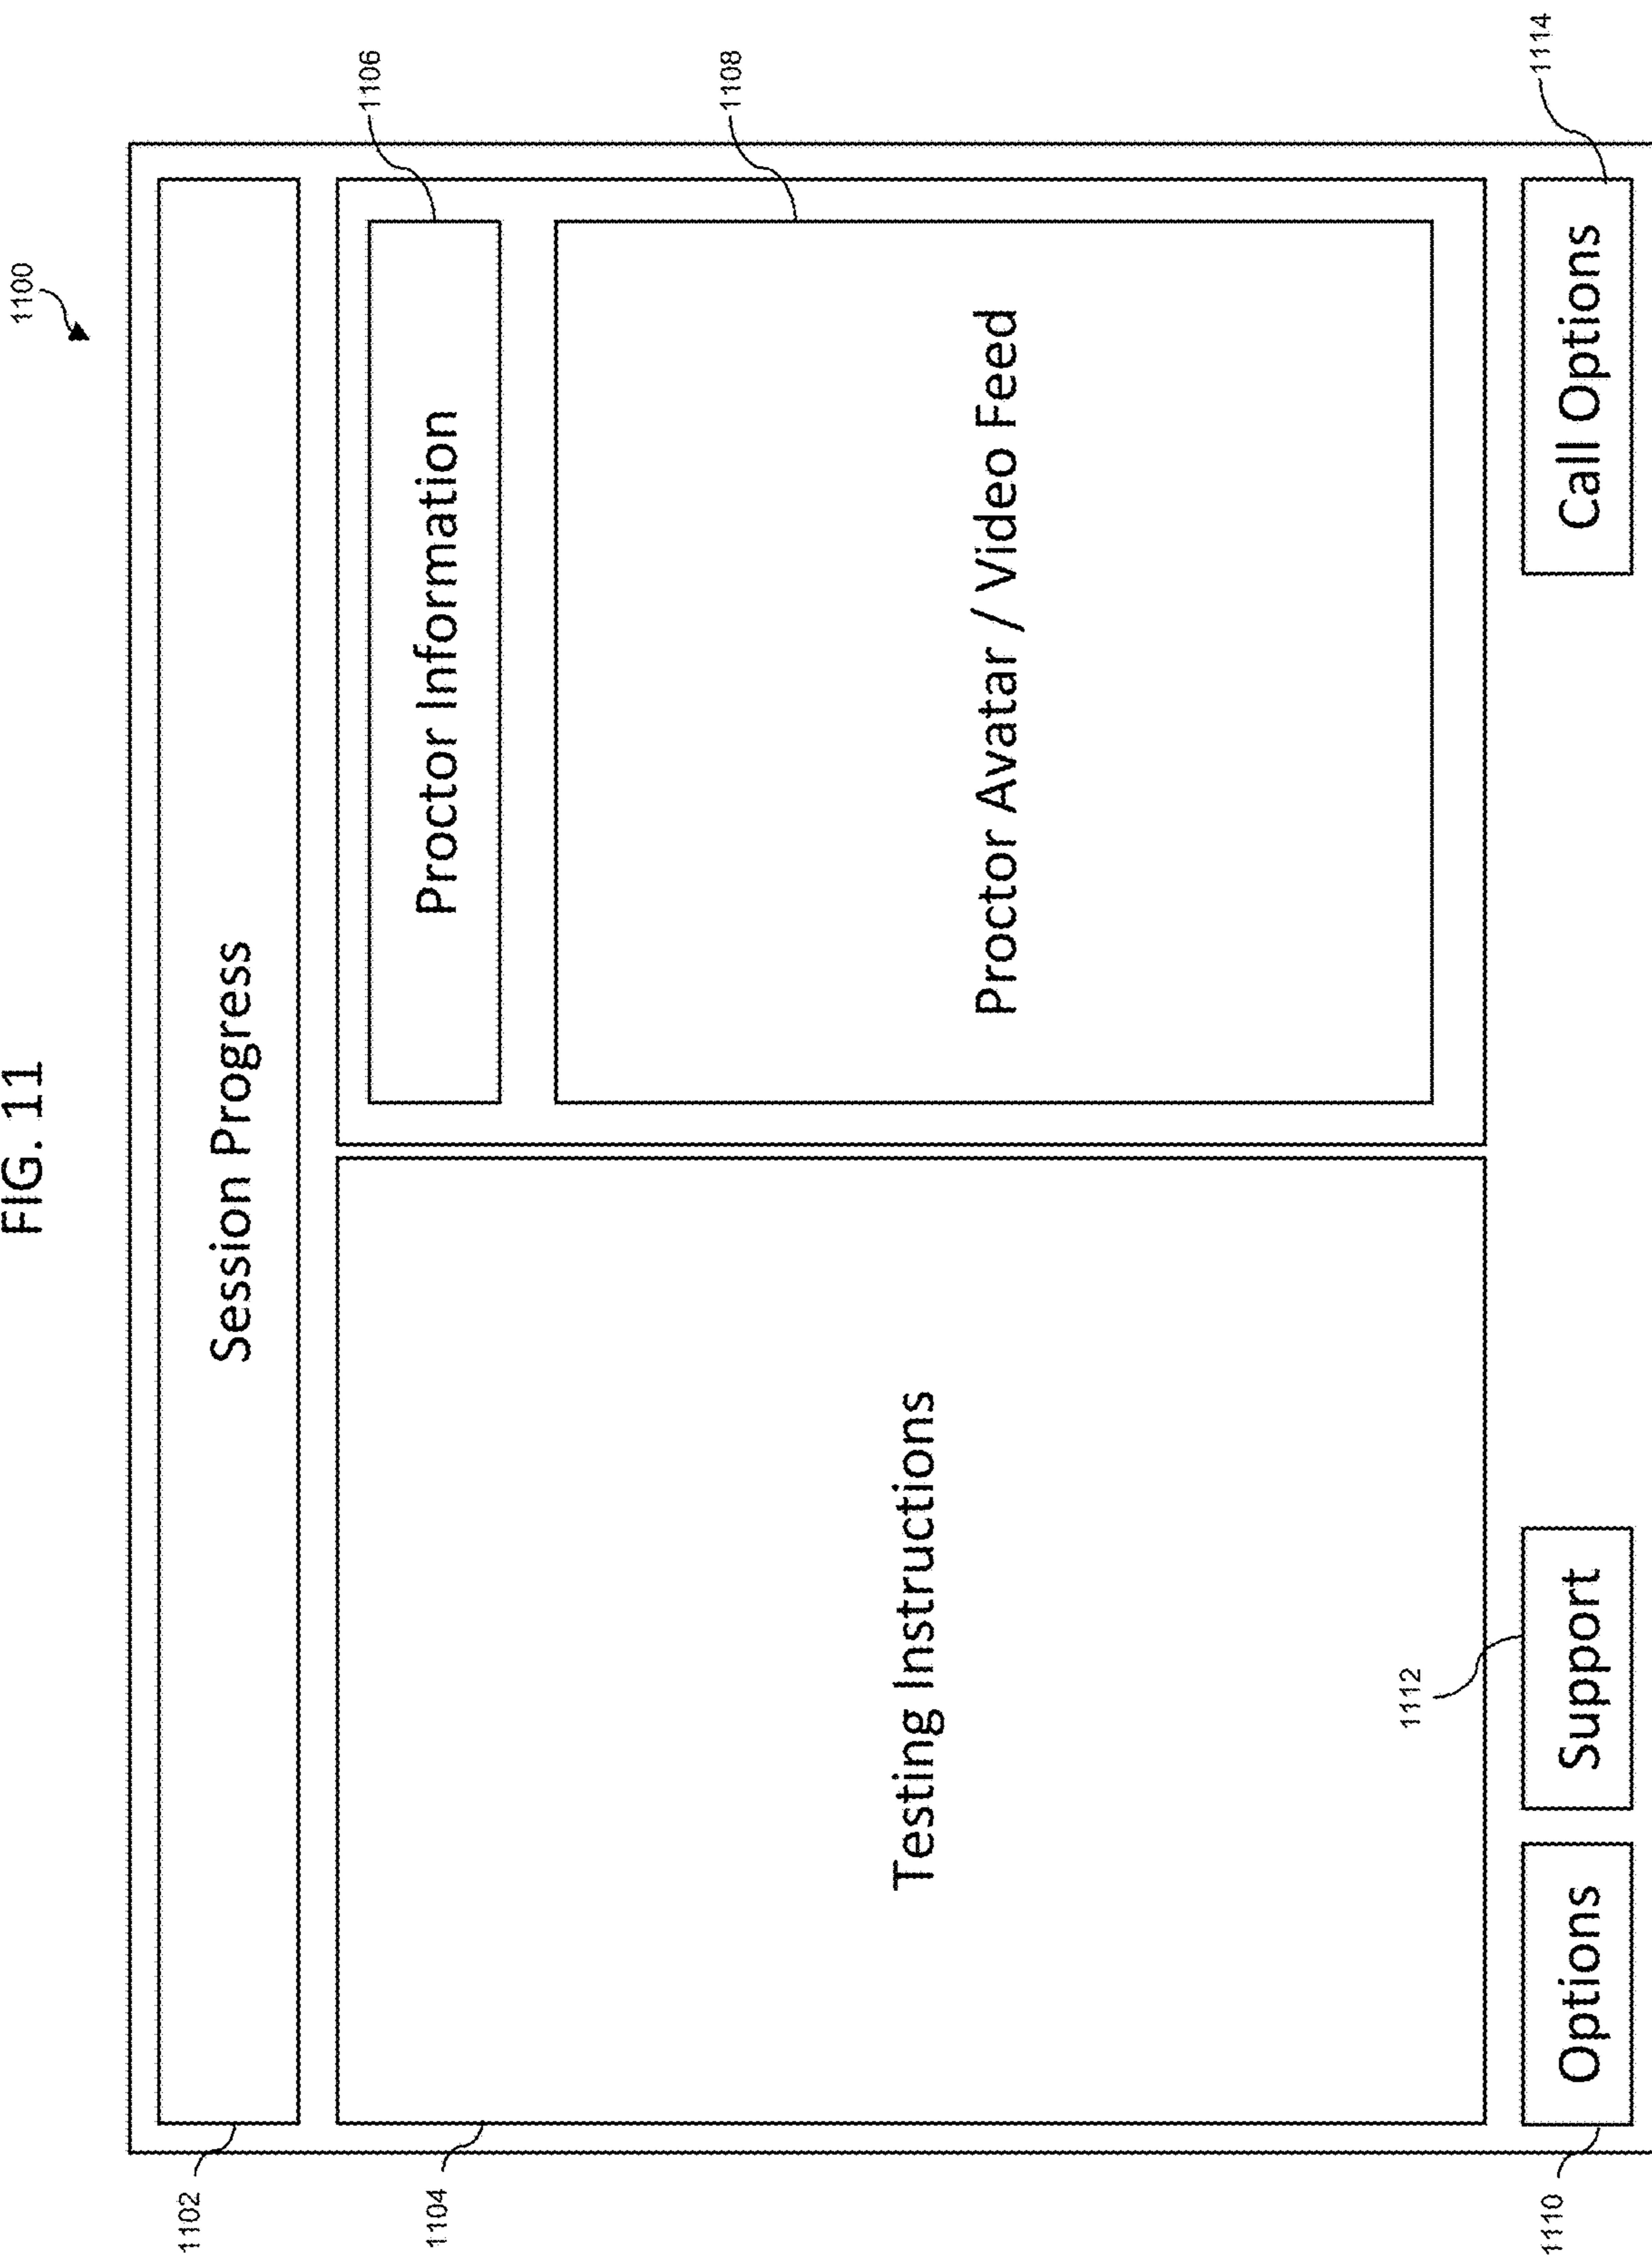 FIG. 11
1100
1102
Session Progress
1104
Testing Instructions
1106
Proctor Information
1108
Proctor Avatar / Video Feed
1110
Options
1112
Support
1114
Call Options